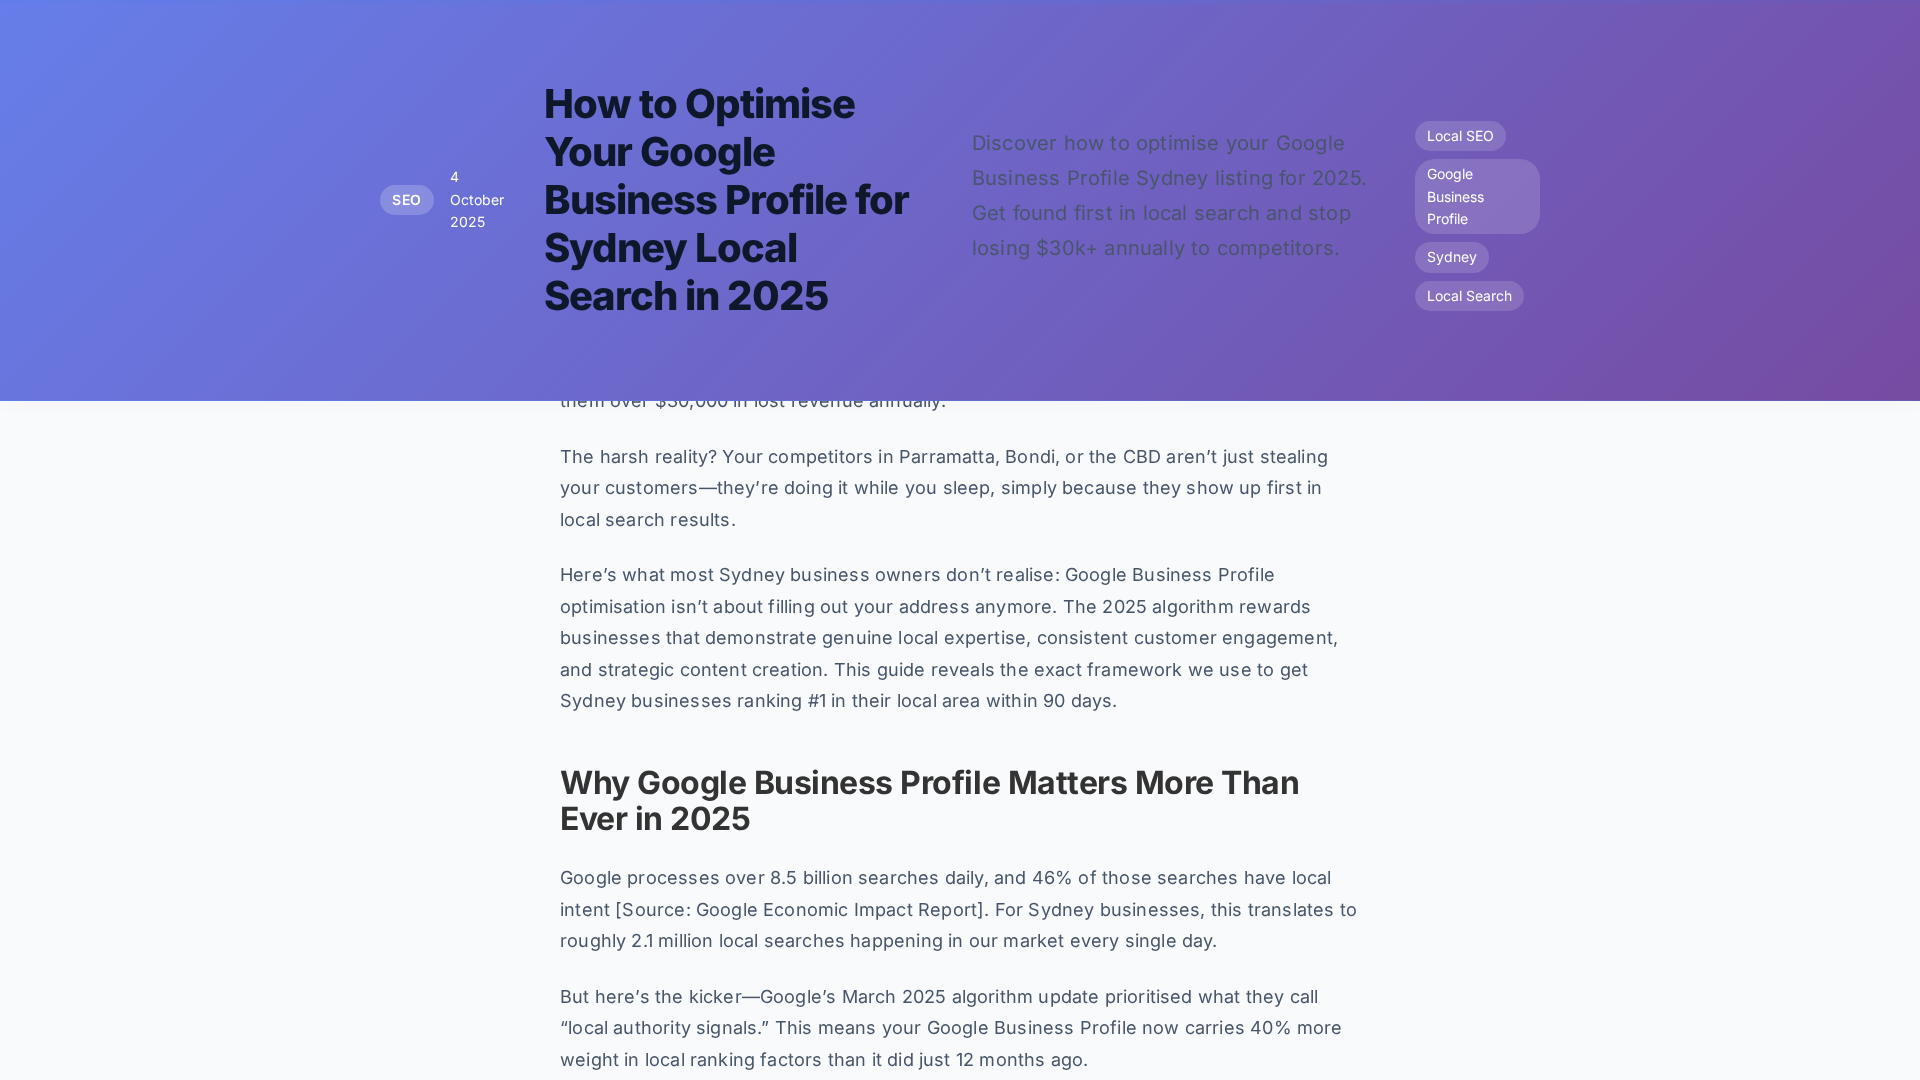 SEO
4
October
2025
How to Optimise
Your Google
Business Profile for
Sydney Local
Search in 2025
Discover how to optimise your Google
Business Profile Sydney listing for 2025.
Get found first in local search and stop
losing $30k+ annually to competitors.
Local SEO
Google
Business
Profile
Sydney
Local Search
them over $30,000 in lost revenue annually.
The harsh reality? Your competitors in Parramatta, Bondi, or the CBD aren’t just stealing
your customers—they’re doing it while you sleep, simply because they show up first in
local search results.
Here’s what most Sydney business owners don’t realise: Google Business Profile
optimisation isn’t about filling out your address anymore. The 2025 algorithm rewards
businesses that demonstrate genuine local expertise, consistent customer engagement,
and strategic content creation. This guide reveals the exact framework we use to get
Sydney businesses ranking #1 in their local area within 90 days.
Why Google Business Profile Matters More Than
Ever in 2025
Google processes over 8.5 billion searches daily, and 46% of those searches have local
intent [Source: Google Economic Impact Report]. For Sydney businesses, this translates to
roughly 2.1 million local searches happening in our market every single day.
But here’s the kicker—Google’s March 2025 algorithm update prioritised what they call
“local authority signals.” This means your Google Business Profile now carries 40% more
weight in local ranking factors than it did just 12 months ago.